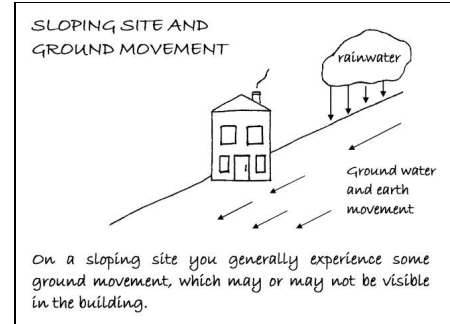 SLOPING SITE AND
GROUND MOVEMENT
rainwater
Ground water
and earth
movement
On a sloping site you generally experience some
ground movement, which may or may not be visible
in the building.